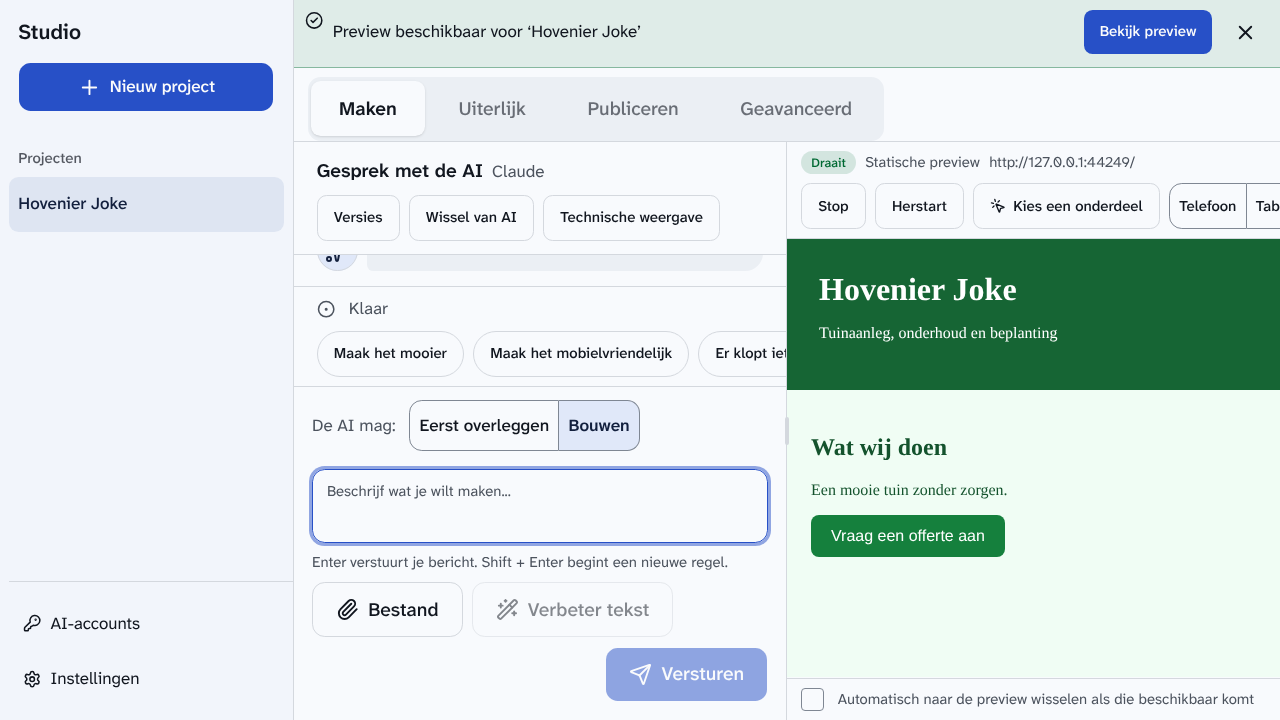 Studio
Nieuw project
Projecten
Hovenier Joke
AI-accounts
Instellingen
Preview beschikbaar voor ‘Hovenier Joke’
Bekijk preview
Maken
Uiterlijk
Publiceren
Geavanceerd
Gesprek met de AI Claude
Versies
Wissel van AI
Technische weergave
Klaar
Maak het mooier
Maak het mobielvriendelijk
Er klopt
De AI mag:
Eerst overleggen
Bouwen
Beschrijf wat je wilt maken...
Enter verstuurt je bericht. Shift + Enter begint een nieuwe regel.
Bestand
Verbeter tekst
Versturen
Draait
Statische preview http://127.0.0.1:44249/
Stop
Herstart
Kies een onderdeel
Telefoon
Hovenier Joke
Tuinaanleg, onderhoud en beplanting
Wat wij doen
Een mooie tuin zonder zorgen.
Vraag een offerte aan
Automatisch naar de preview wisselen als die beschikbaar komt